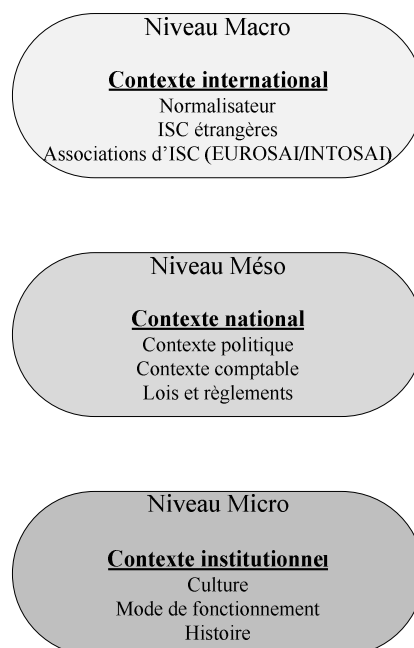 Niveau Macro
Contexte international
Normalisateur
ISC étrangères
Associations d'ISC (EUROSAI/INTOSAI)
Niveau Méso
Contexte national
Contexte politique
Contexte comptable
Lois et règlements
Niveau Micro
Contexte institutionnel
Culture
Mode de fonctionnement
Histoire